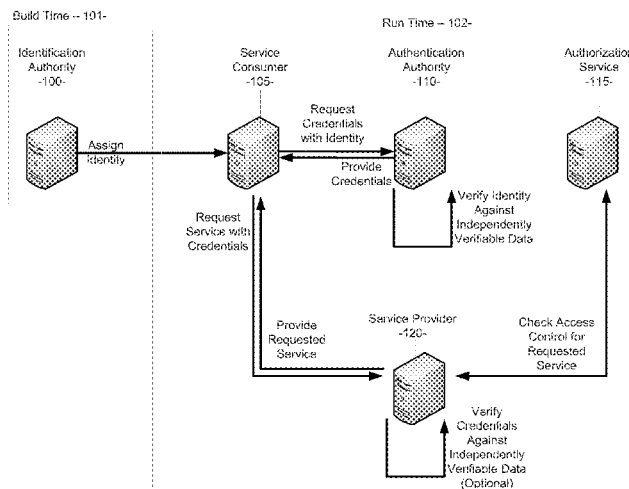 Build Time -- 101-
Run Time -- 102-
Identification
Authority
-100-
Service
Consumer
-105-
Authentication
Authority
-110-
Authorization
Service
-115-
Assign
Identity
Request
Credentials
with Identity
Provide
Credentials
Request
Service with
Credentials
Verify Identity
Against
Independently
Verifiable Data
Provide
Requested
Service
Service Provider
-120-
Check Access
Control for
Requested
Service
Verify
Credentials
Against
Independently
Verifiable Data
(Optional)